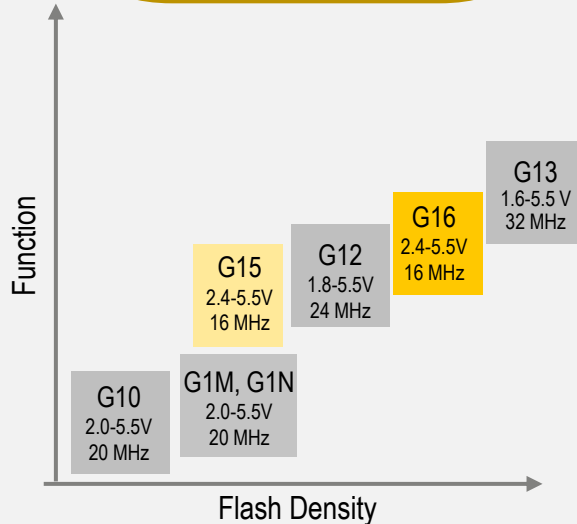 Function
G13
1.6-5.5 V
32 MHz
G16
2.4-5.5V
16 MHz
G12
1.8-5.5V
24 MHz
G15
2.4-5.5V
16 MHz
G1M, G1N
2.0-5.5V
20 MHz
G10
2.0-5.5V
20 MHz
Flash Density